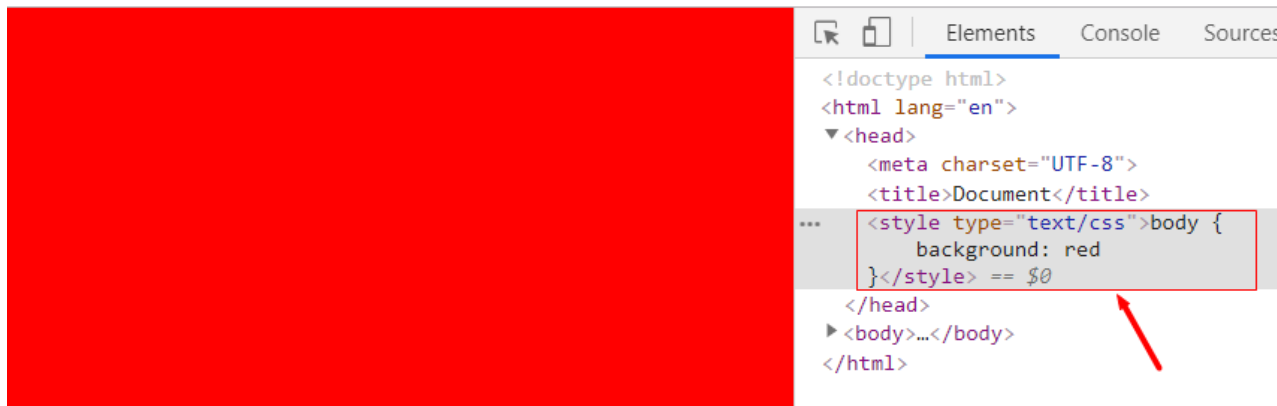 Elements Console Sources
<!doctype html>
<html lang="en">
▼<head>
<meta charset="UTF-8">
<title>Document</title>
... <style type="text/css">body {
background: red
}</style> == $0
</head>
▶<body>…</body>
</html>